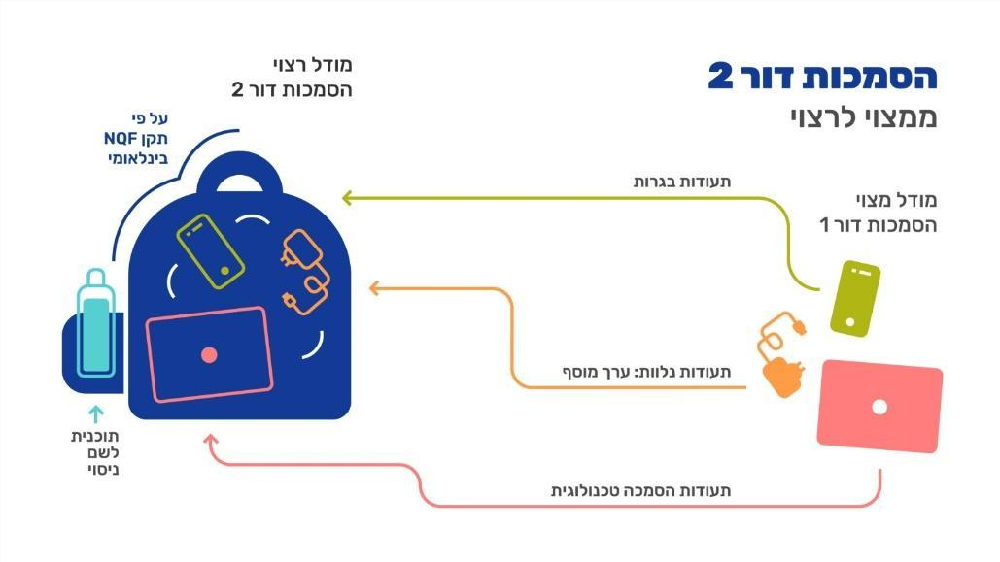 הסמכות דור 2
ממצוי לרצוי
מודל מצוי
הסמכות דור 1
תעודות בגרות
תעודות נלוות: ערך מוסף
תעודות הסמכה טכנולוגית
מודל רצוי
הסמכות דור 2
על פי
תקן NQF
בינלאומי
תוכנית
לשם
ניסוי